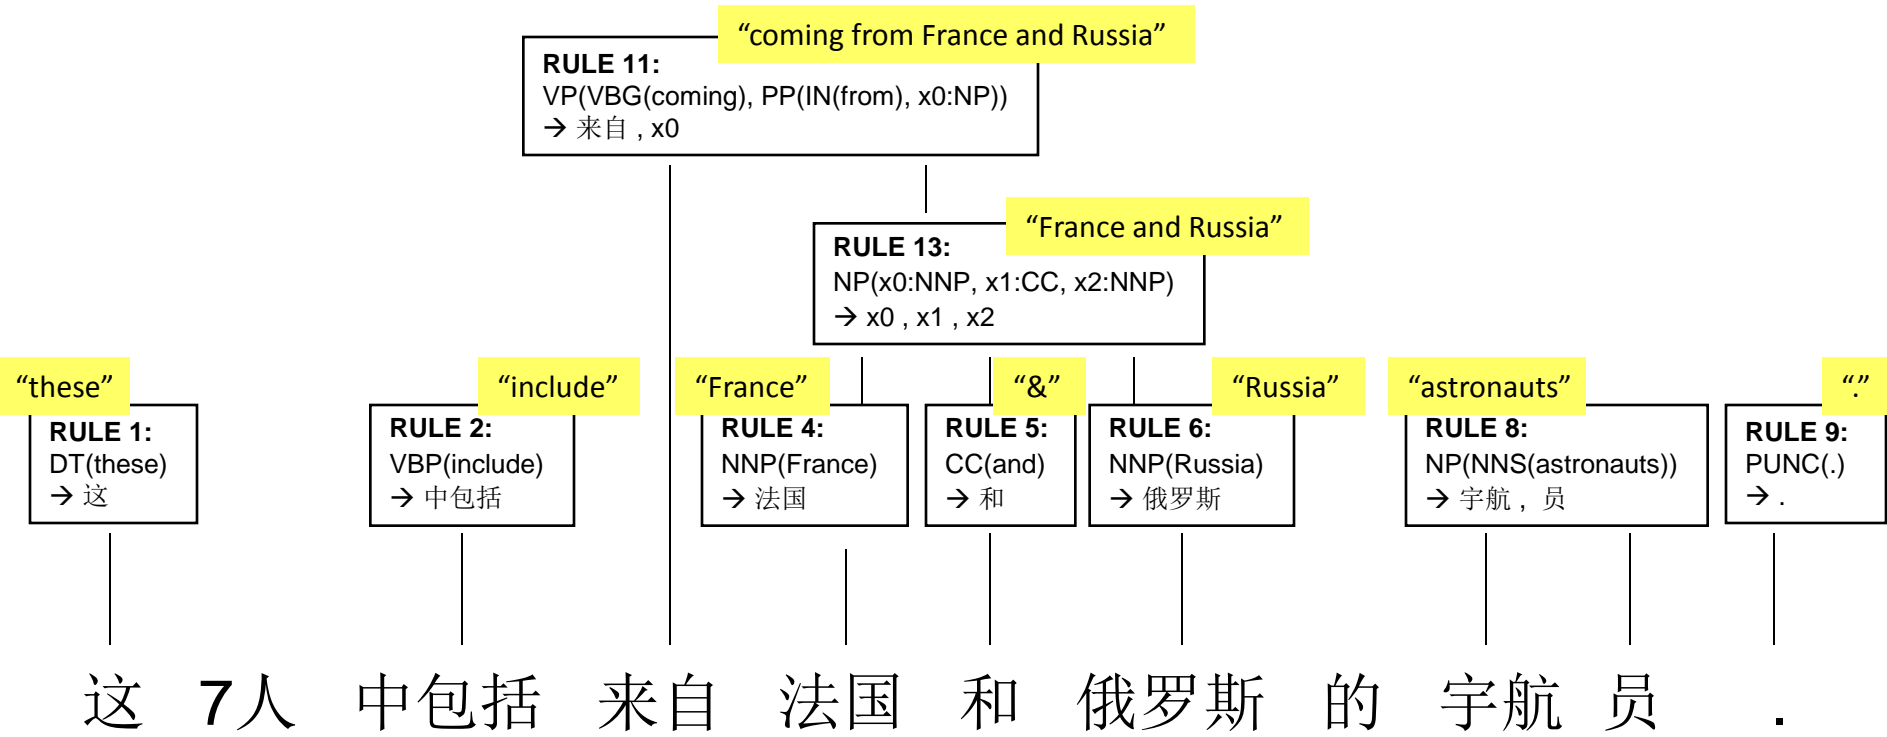 “coming from France and Russia”
RULE 11:
VP(VBG(coming), PP(IN(from), x0:NP))
→ 来自 , x0
“France and Russia”
RULE 13:
NP(x0:NNP, x1:CC, x2:NNP)
→ x0 , x1 , x2
“these”
RULE 1:
DT(these)
→ 这
“include”
RULE 2:
VBP(include)
→ 中包括
“France”
RULE 4:
NNP(France)
→ 法国
“&”
RULE 5:
CC(and)
→ 和
“Russia”
RULE 6:
NNP(Russia)
→ 俄罗斯
“astronauts”
RULE 8:
NP(NNS(astronauts))
→ 宇航 , 员
“.”
RULE 9:
PUNC(.)
→ .
这 7人 中包括 来自 法国 和 俄罗斯 的 宇航 员 .